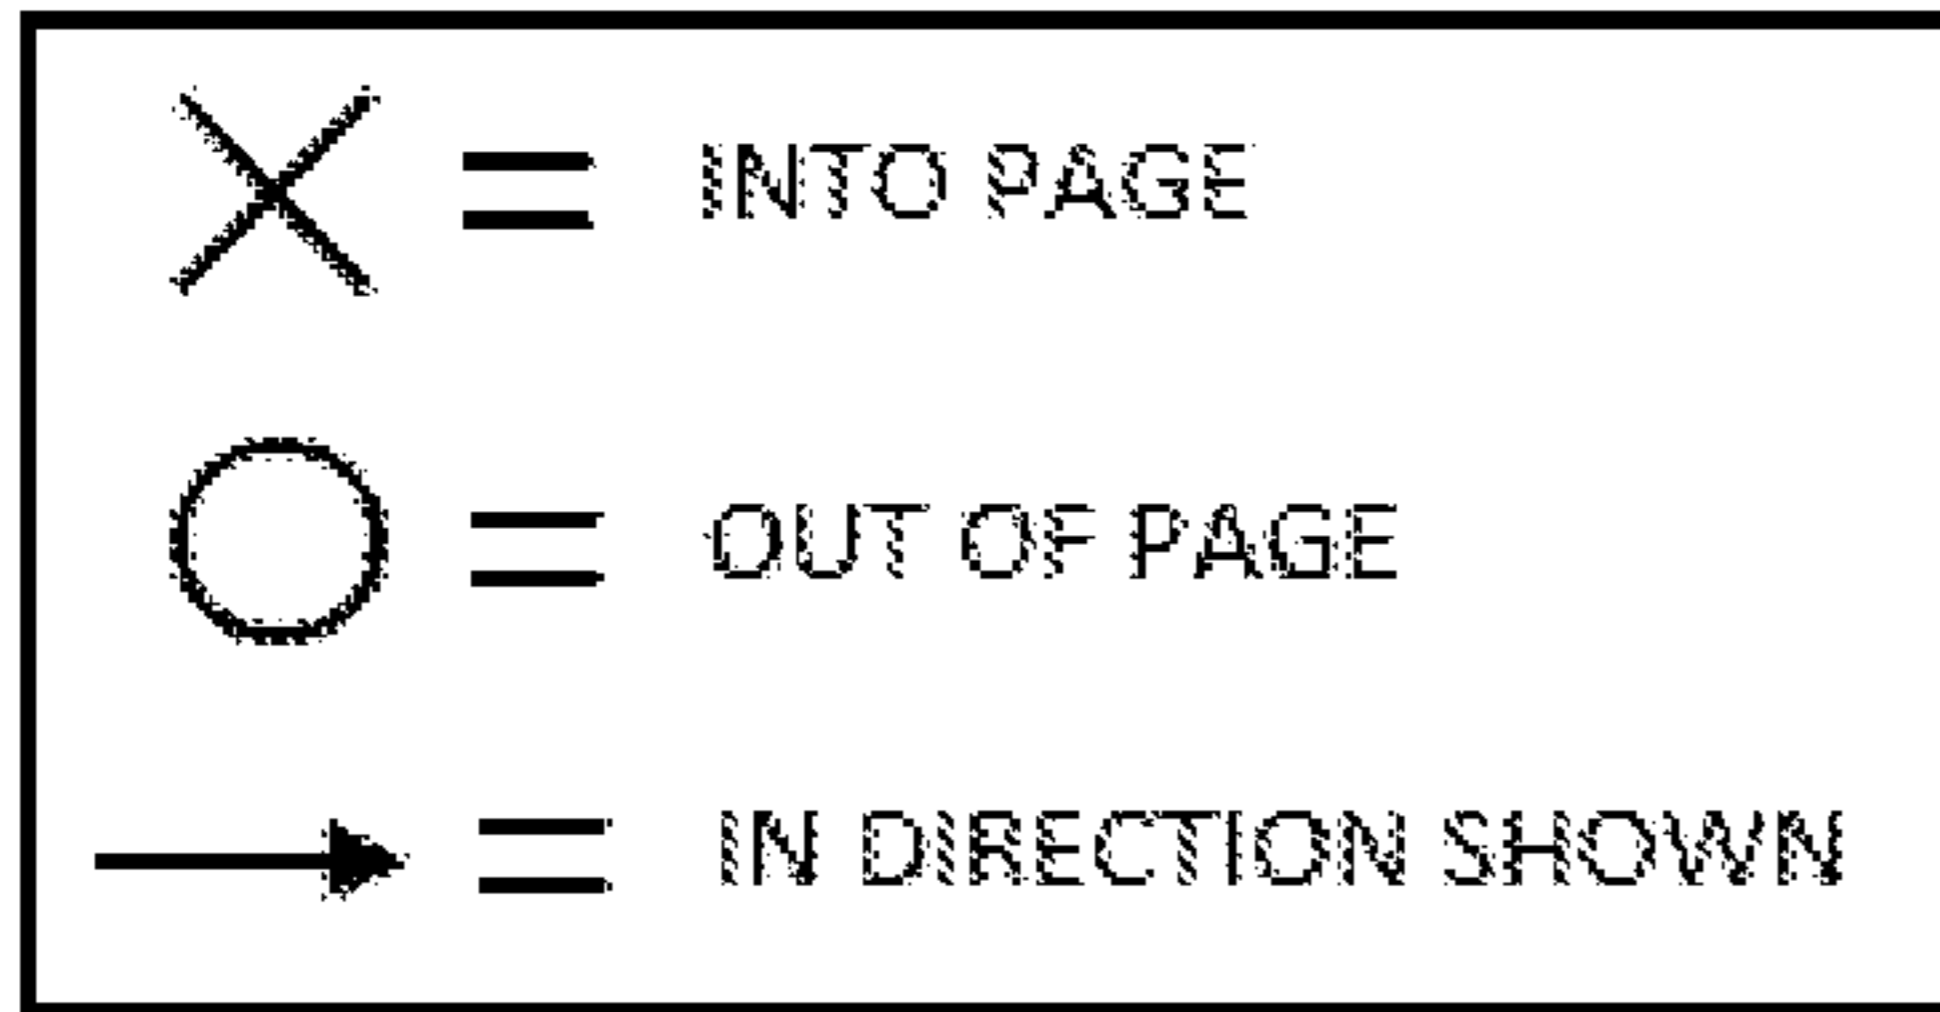 = INTO PAGE
= OUT OF PAGE
= IN DIRECTION SHOWN